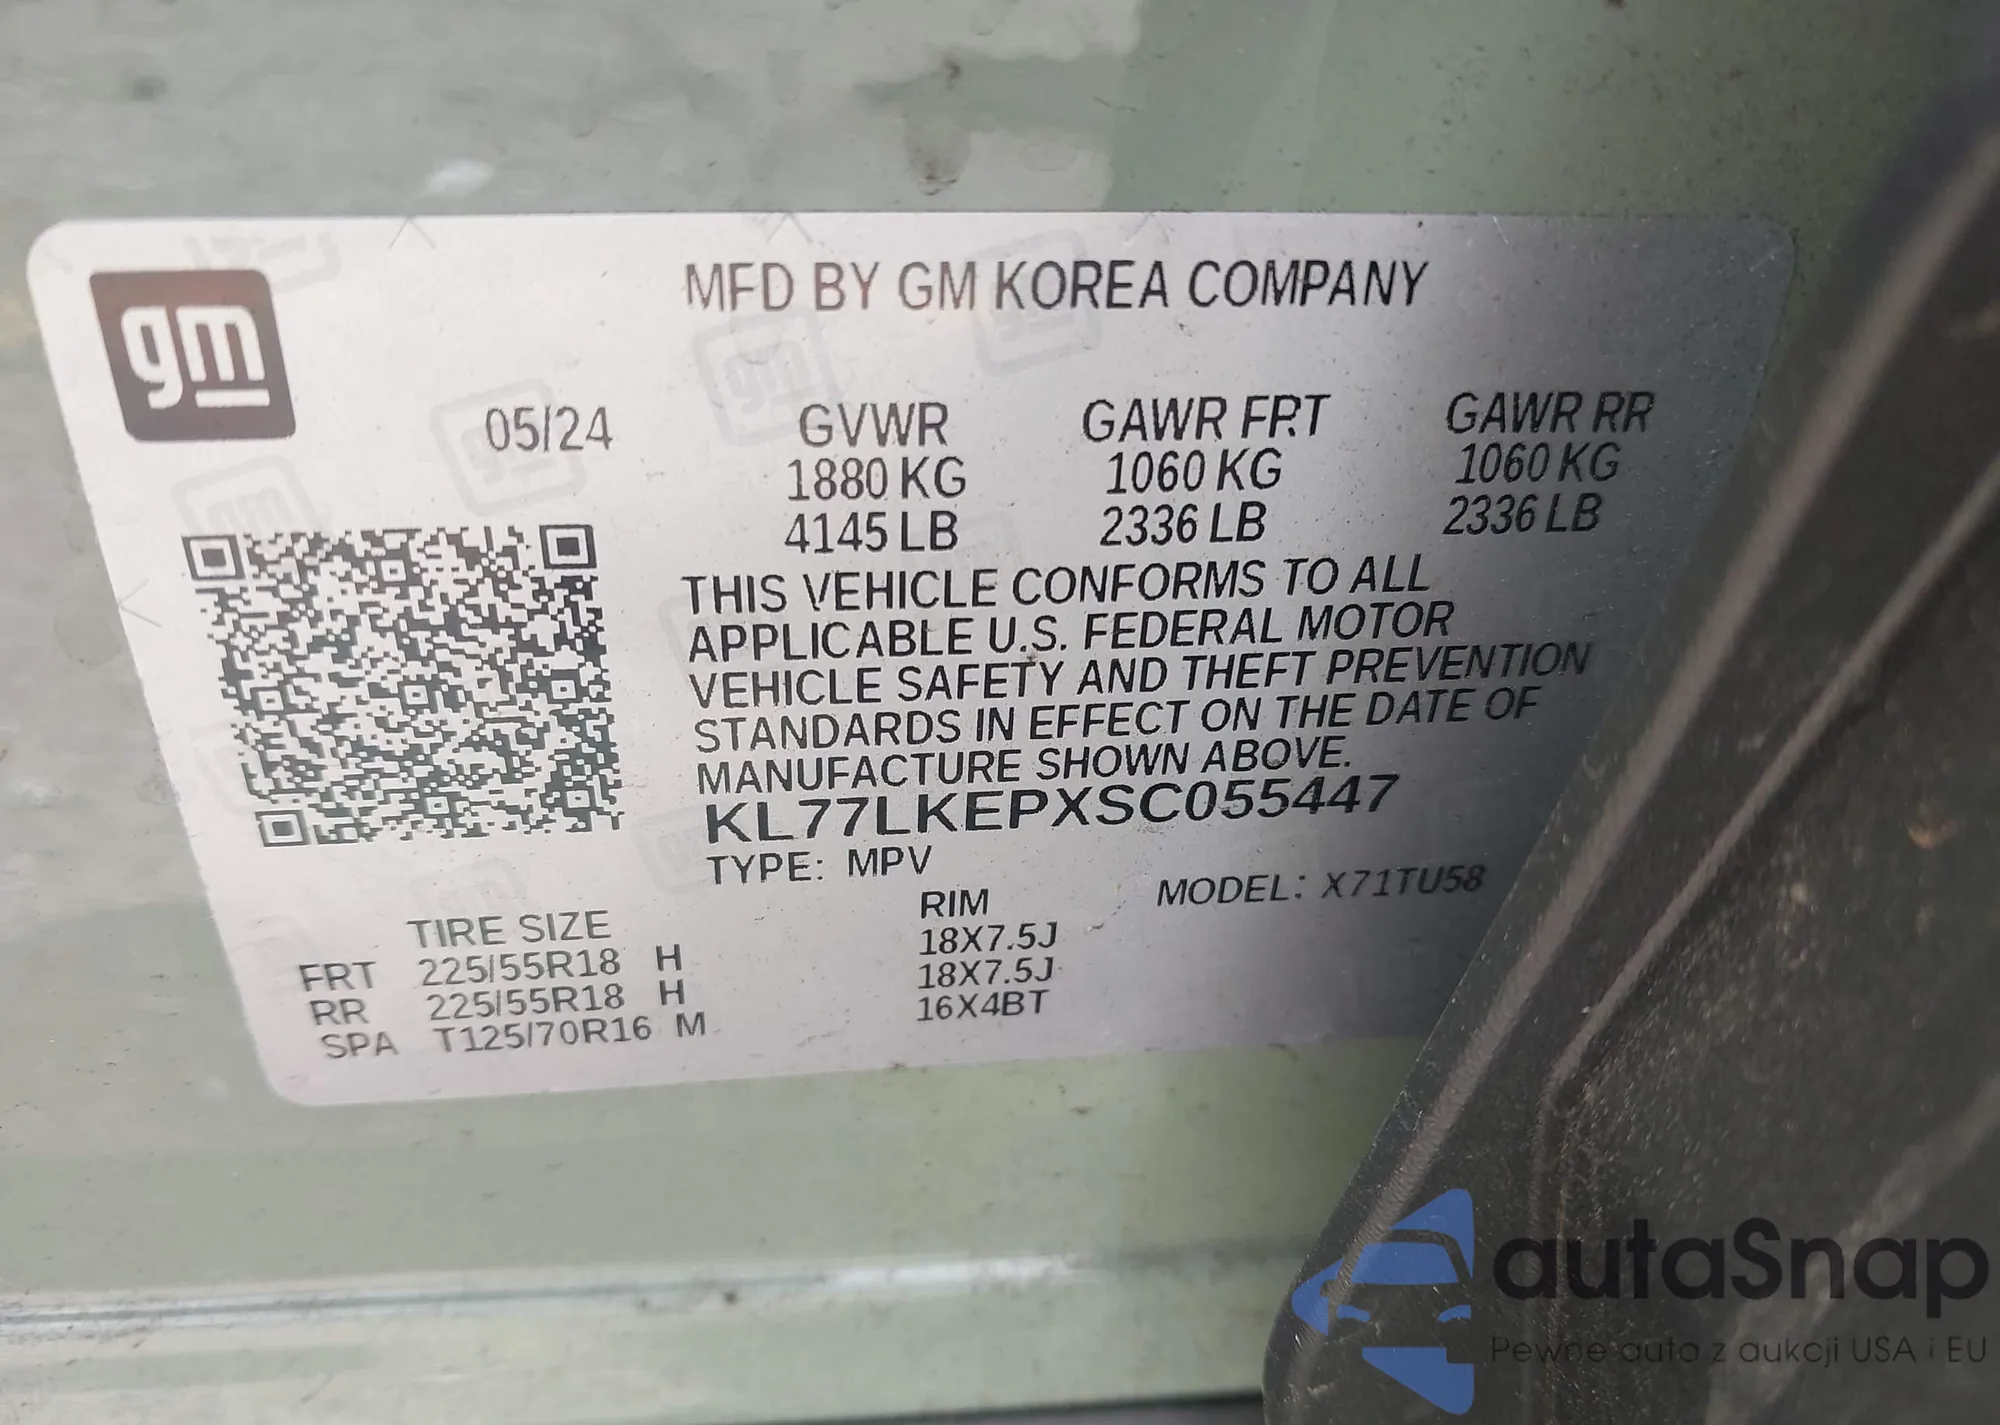 gm
MFD BY GM KOREA COMPANY
05/24 GVWR GAWR FRT GAWR RR
1880 KG 1060 KG 1060 KG
4145 LB 2336 LB 2336 LB
THIS VEHICLE CONFORMS TO ALL
APPLICABLE U.S. FEDERAL MOTOR
VEHICLE SAFETY AND THEFT PREVENTION
STANDARDS IN EFFECT ON THE DATE OF
MANUFACTURE SHOWN ABOVE.
KL77LKEPXSC055447
TYPE: MPV MODEL: X71TU58
TIRE SIZE RIM
FRT 225/55R18 H 18X7.5J
RR 225/55R18 H 18X7.5J
SPA T125/70R16 M 16X4BT
autaSnap
Pewne auta z aukcji USA i EU